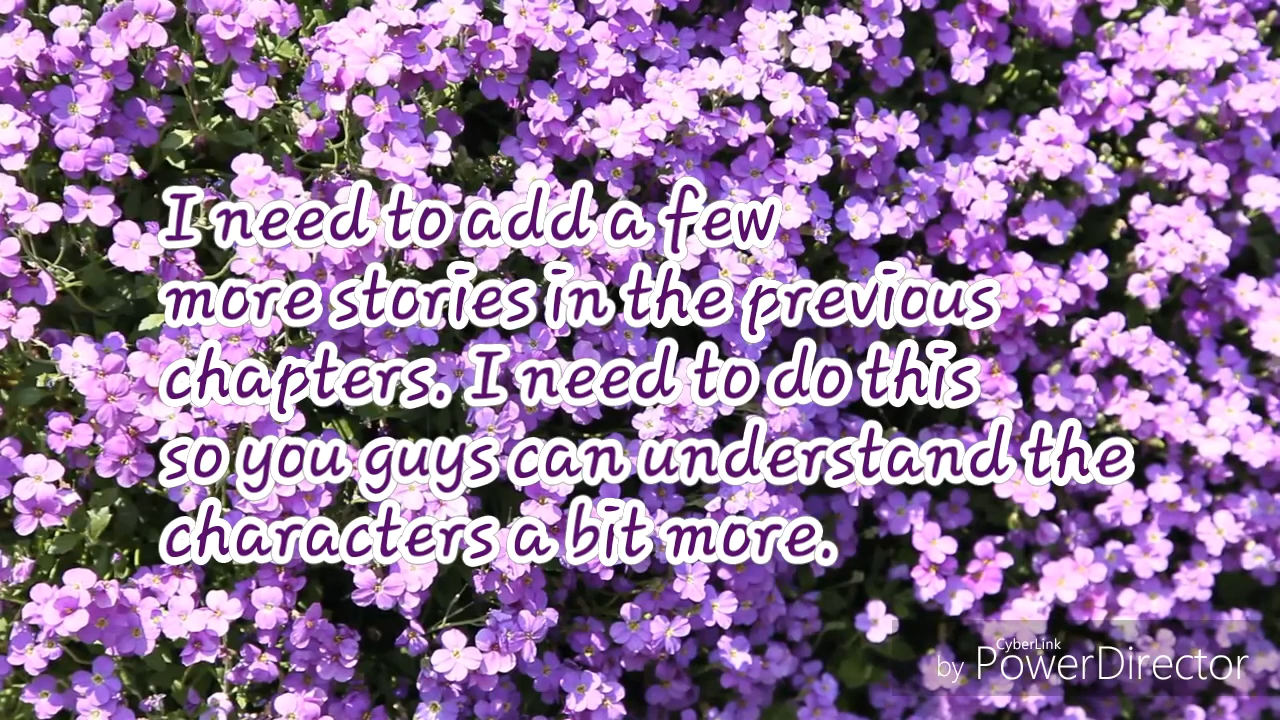 I need to add a few
more stories in the previous
chapters. I need to do this
so you guys can understand the
characters a bit more.
CyberLink
by PowerDirector